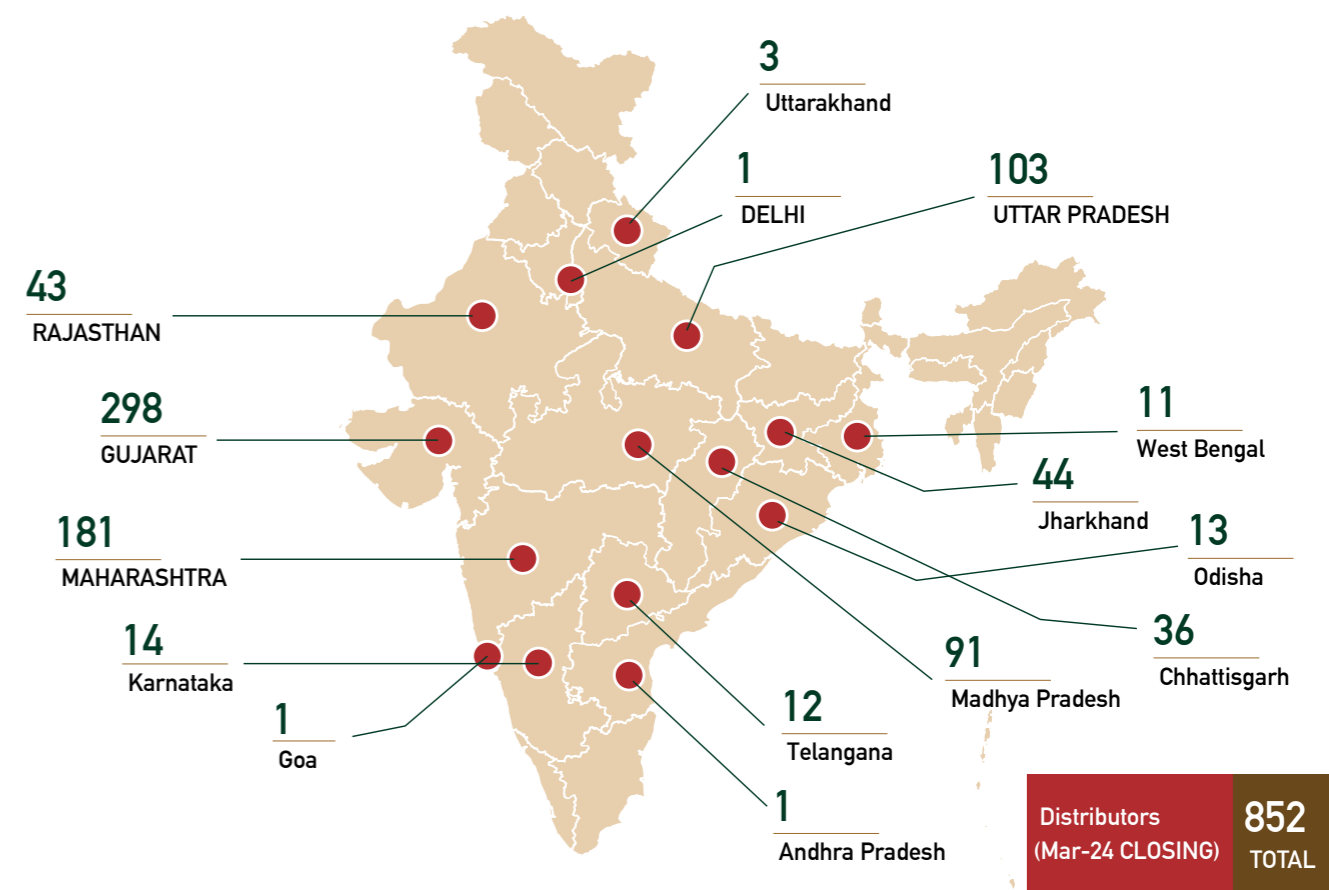 3
Uttarakhand
1
DELHI
103
UTTAR PRADESH
43
RAJASTHAN
298
GUJARAT
11
West Bengal
44
Jharkhand
181
MAHARASHTRA
13
Odisha
14
Karnataka
36
Chhattisgarh
91
Madhya Pradesh
1
Goa
12
Telangana
1
Andhra Pradesh
Distributors
(Mar-24 CLOSING)
852
TOTAL